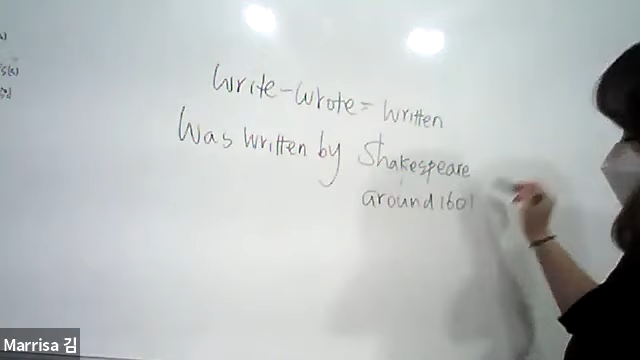 write - wrote = written
was written by Shakespeare
around 1601
Marrisa 김